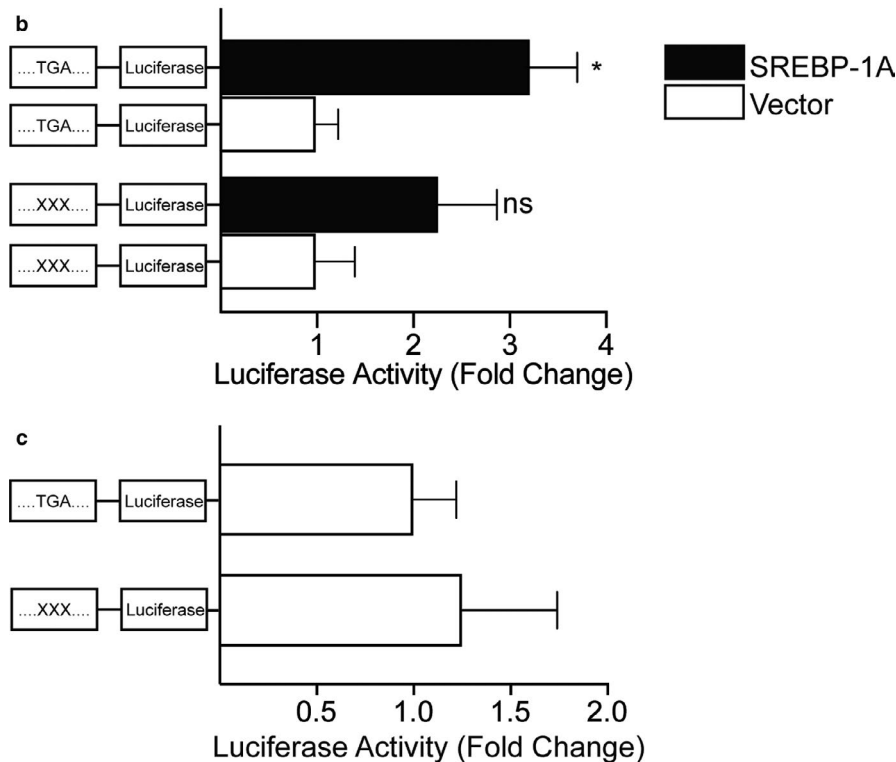 b
....TGA.... Luciferase *
....TGA.... Luciferase
....XXX.... Luciferase ns
....XXX.... Luciferase
1 2 3 4
Luciferase Activity (Fold Change)
SREBP-1A
Vector
c
....TGA.... Luciferase
....XXX.... Luciferase
0.5 1.0 1.5 2.0
Luciferase Activity (Fold Change)